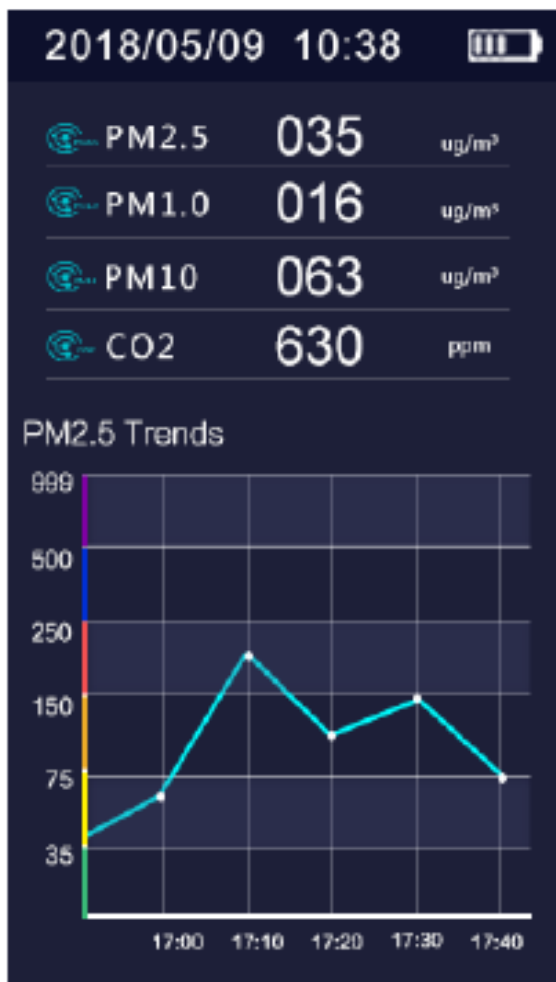 2018/05/09 10:38
PM2.5 035 ug/m³
PM1.0 016 ug/m³
PM10 063 ug/m³
CO2 630 ppm
PM2.5 Trends
999
500
250
150
75
35
17:00 17:10 17:20 17:30 17:40